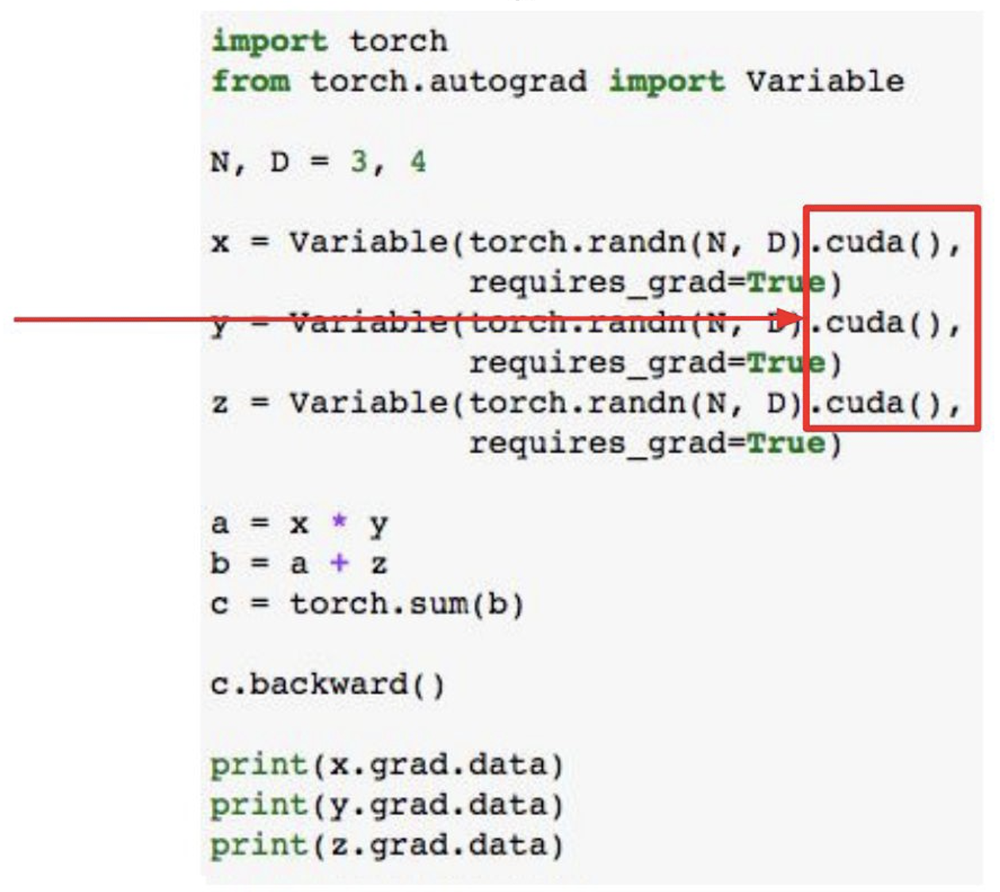 import torch
from torch.autograd import Variable
N, D = 3, 4
x = Variable(torch.randn(N, D).cuda(),
requires_grad=True)
y = Variable(torch.randn(N, D).cuda(),
requires_grad=True)
z = Variable(torch.randn(N, D).cuda(),
requires_grad=True)
a = x * y
b = a + z
c = torch.sum(b)
c.backward()
print(x.grad.data)
print(y.grad.data)
print(z.grad.data)